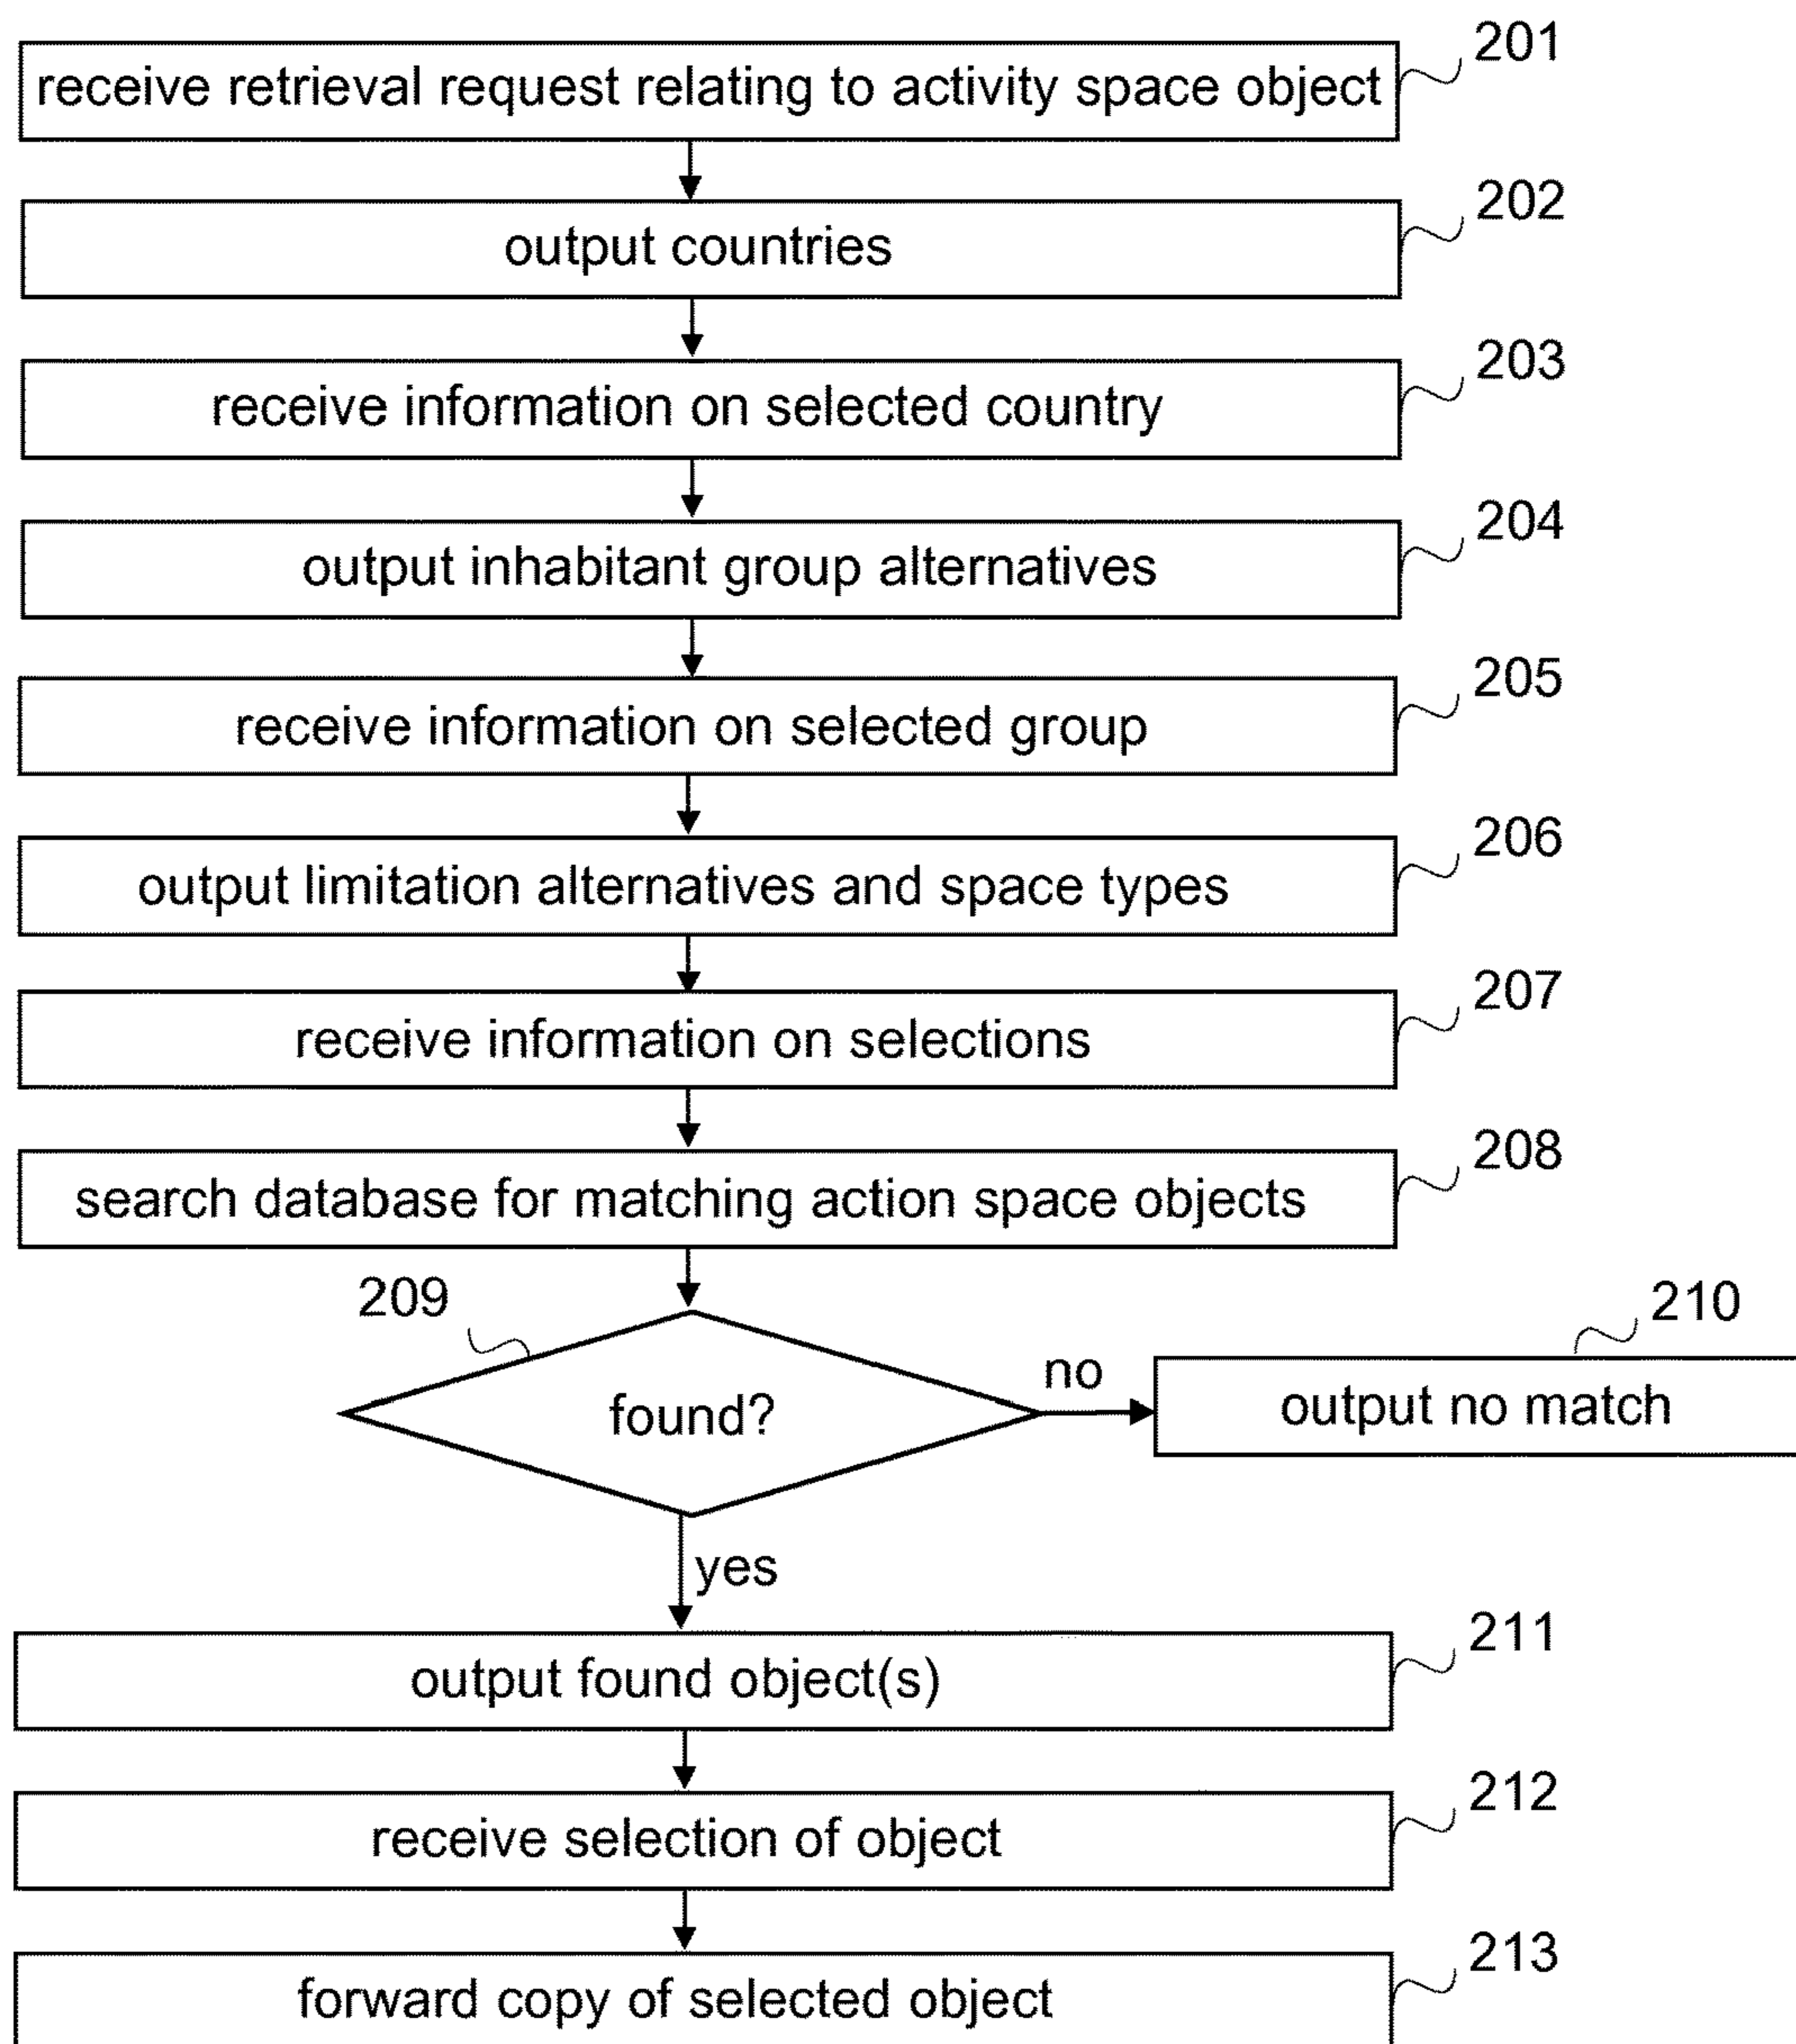 receive retrieval request relating to activity space object 201
output countries 202
receive information on selected country 203
output inhabitant group alternatives 204
receive information on selected group 205
output limitation alternatives and space types 206
receive information on selections 207
search database for matching action space objects 208
209
found?
no
210
output no match
yes
output found object(s) 211
receive selection of object 212
forward copy of selected object 213